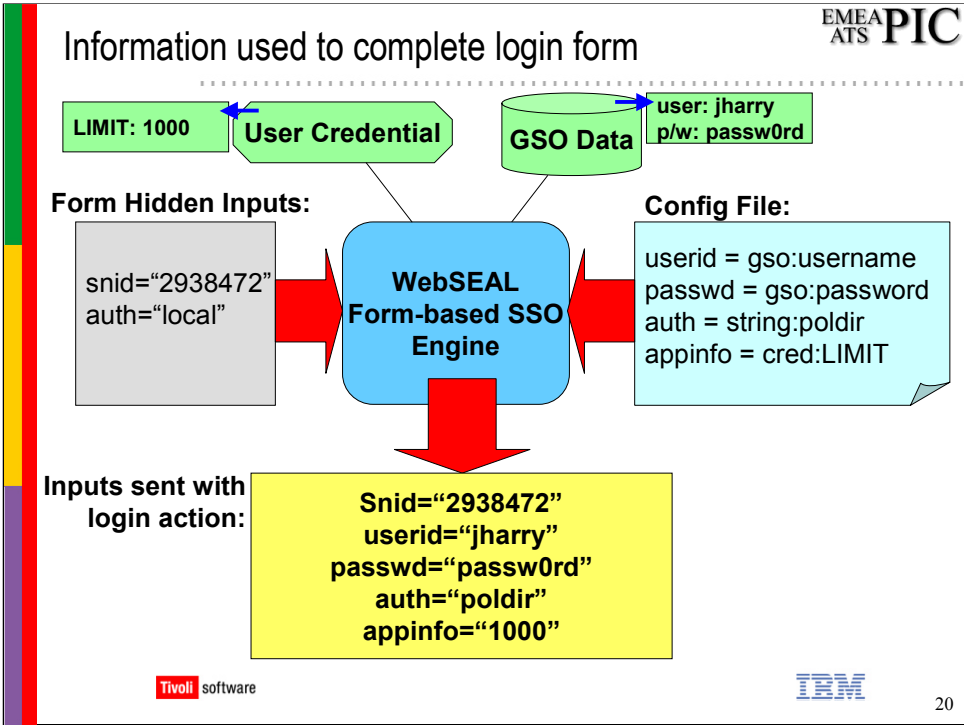 Information used to complete login form
EMEA
ATS PIC
LIMIT: 1000
User Credential
GSO Data
user: jharry
p/w: passw0rd
Form Hidden Inputs:
snid=“2938472”
auth=“local”
WebSEAL
Form-based SSO
Engine
Config File:
userid = gso:username
passwd = gso:password
auth = string:poldir
appinfo = cred:LIMIT
Inputs sent with
login action:
Snid=“2938472”
userid=“jharry”
passwd=“passw0rd”
auth=“poldir”
appinfo=“1000”
Tivoli software
IBM
20